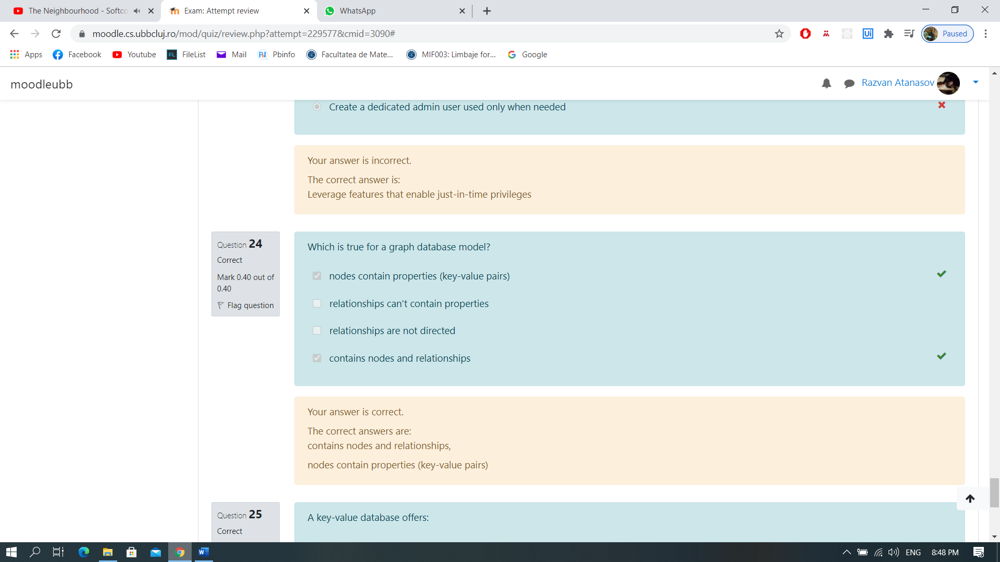 The Neighbourhood - Softco
Exam: Attempt review
WhatsApp
moodle.cs.ubbcluj.ro/mod/quiz/review.php?attempt=229577&cmid=3090#
Paused
Apps
Facebook
Youtube
FL
FileList
Mail
Pbinfo
Facultatea de Mate...
MIF003: Limbaje for...
Google
moodleubb
Razvan Atanasov
Create a dedicated admin user used only when needed
Your answer is incorrect.
The correct answer is:
Leverage features that enable just-in-time privileges
Question 24
Correct
Mark 0.40 out of
0.40
Flag question
Which is true for a graph database model?
nodes contain properties (key-value pairs)
relationships can't contain properties
relationships are not directed
contains nodes and relationships
Your answer is correct.
The correct answers are:
contains nodes and relationships,
nodes contain properties (key-value pairs)
Question 25
Correct
A key-value database offers:
ENG
8:48 PM